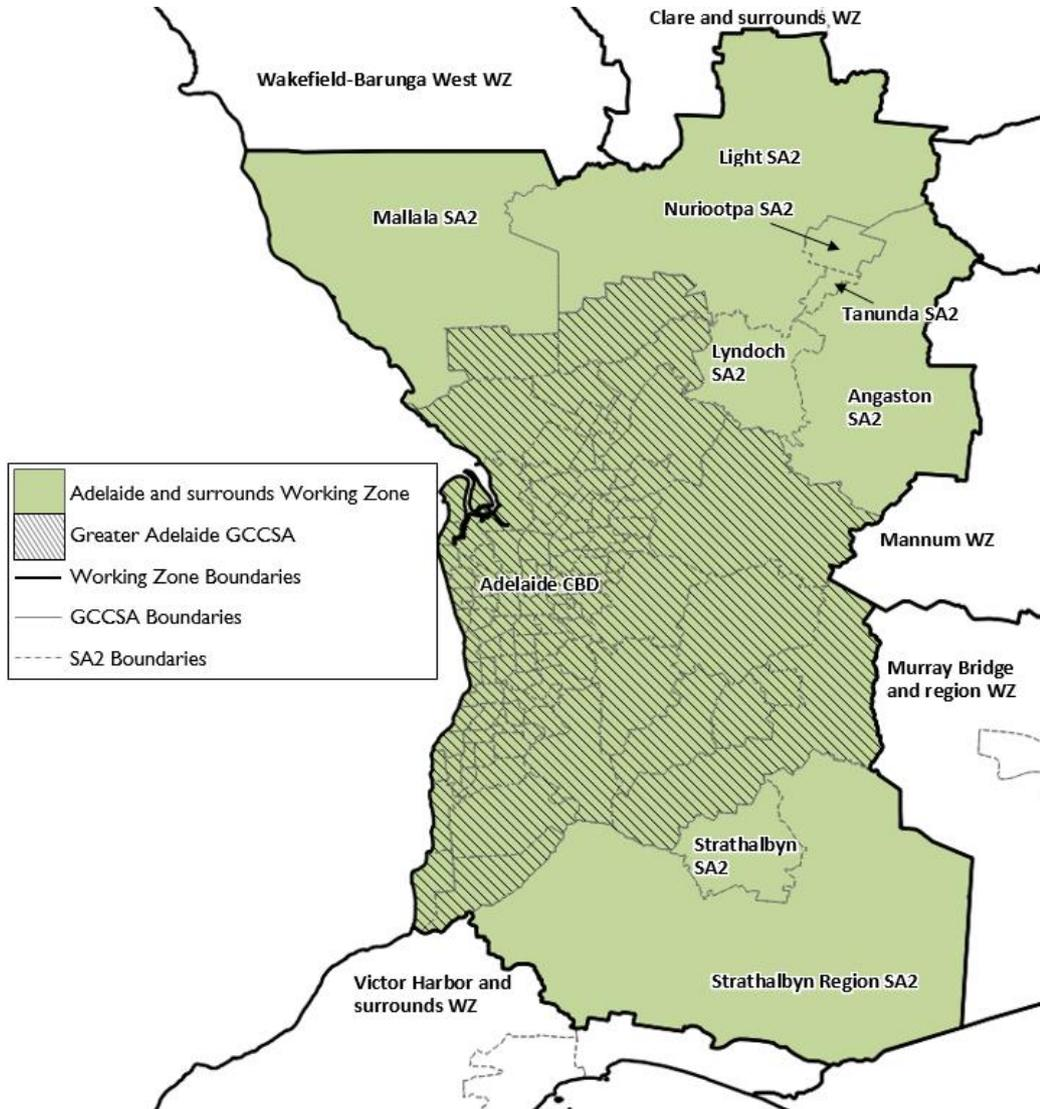 Clare and surrounds WZ
Wakefield-Barunga West WZ
Light SA2
Nuriootpa SA2
Mallala SA2
Tanunda SA2
Lyndoch
SA2
Angaston
SA2
Adelaide and surrounds Working Zone
Greater Adelaide GCCSA
Working Zone Boundaries
GCCSA Boundaries
SA2 Boundaries
Mannum WZ
Adelaide CBD
Murray Bridge
and region WZ
Strathalbyn
SA2
Strathalbyn Region SA2
Victor Harbor and
surrounds WZ